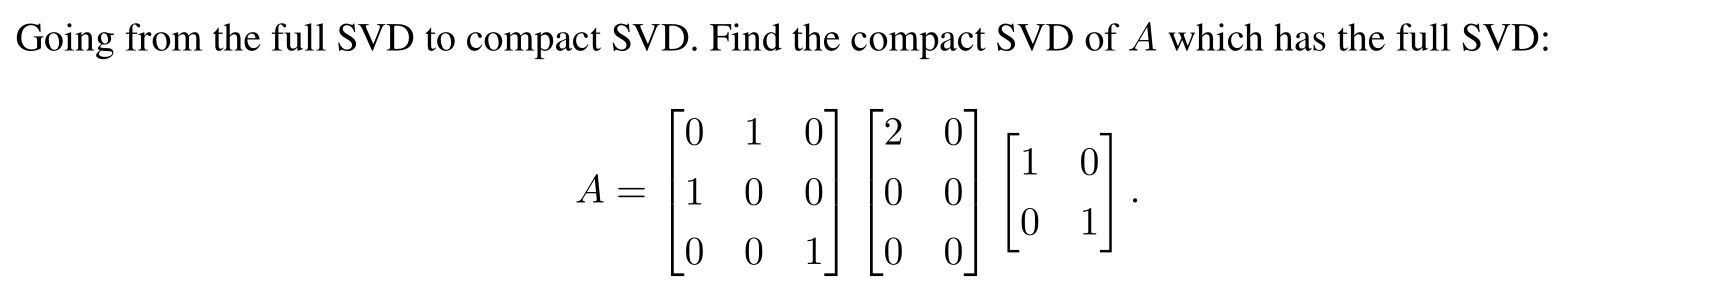 Going from the full SVD to compact SVD. Find the compact SVD of A which has the full SVD:
A = \begin{bmatrix} 0 & 1 & 0 \\ 1 & 0 & 0 \\ 0 & 0 & 1 \end{bmatrix} \begin{bmatrix} 2 & 0 \\ 0 & 0 \\ 0 & 0 \end{bmatrix} \begin{bmatrix} 1 & 0 \\ 0 & 1 \end{bmatrix}.